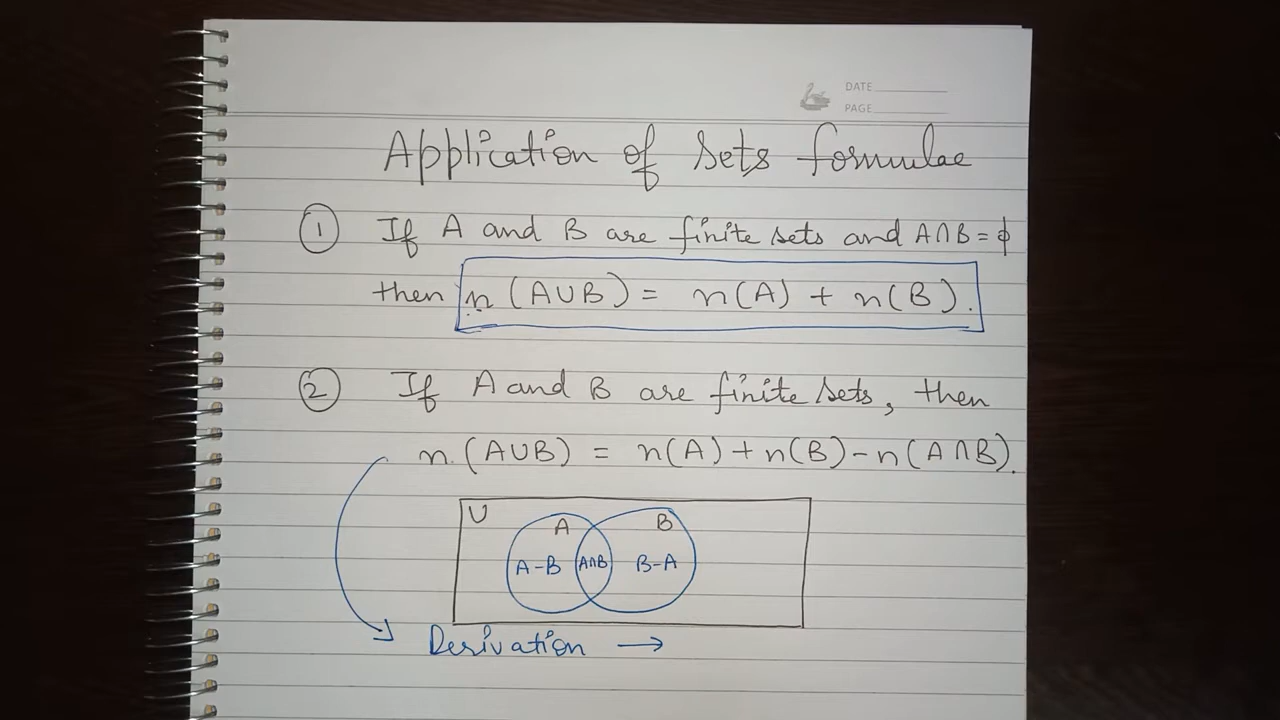 DATE
PAGE
Application of Sets formulae
① If A and B are finite sets and A∩B = ϕ
then n (A∪B) = n(A) + n(B).
② If A and B are finite sets, then
n. (A∪B) = n(A) + n(B) – n(A∩B).
U
A B
A–B A∩B B–A
Derivation →